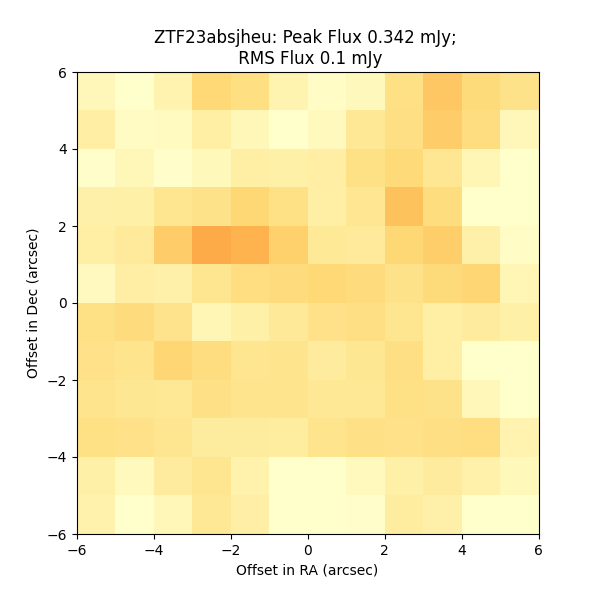 ZTF23absjheu: Peak Flux 0.342 mJy;
RMS Flux 0.1 mJy
6
4
2
0
−2
−4
−6
Offset in Dec (arcsec)
−6 −4 −2 0 2 4 6
Offset in RA (arcsec)